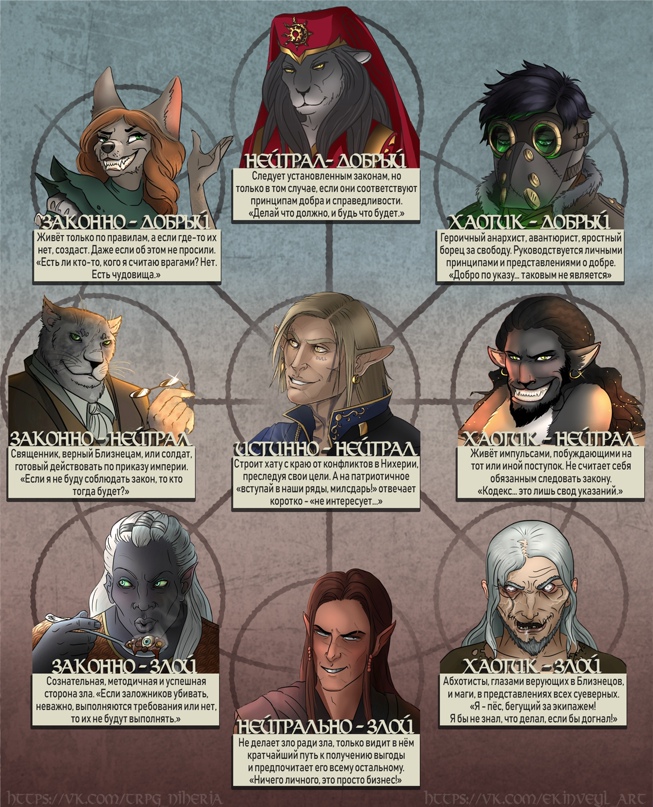 НЕЙТРАЛ - ДОБРЫЙ
Следует установленным законам, но
только в том случае, если они соответствуют
принципам добра и справедливости.
«Делай что должно, и будь что будет.»
ЗАКОННО - ДОБРЫЙ
Живёт только по правилам, а если где-то их
нет, создаст. Даже если об этом не просили.
«Есть ли кто-то, кого я считаю врагами? Нет.
Есть чудовища.»
ХАОТИК - ДОБРЫЙ
Героичный анархист, авантюрист, яростный
борец за свободу. Руководствуется личными
принципами и представлениями о добре.
«Добро по указу... таковым не является»
ЗАКОННО - НЕЙТРАЛ
Священник, верный Близнецам, или солдат,
готовый действовать по приказу империи.
«Если я не буду соблюдать закон, то кто
тогда будет?»
ИСТИННО - НЕЙТРАЛ
Строит хату с краю от конфликтов в Нихерии,
преследуя свои цели. А на патриотичное
«вступай в наши ряды, милсдарь!» отвечает
коротко - «не интересует...»
ХАОТИК - НЕЙТРАЛ
Живёт импульсами, побуждающими на
тот или иной поступок. Не считает себя
обязанным следовать закону.
«Кодекс... это лишь свод указаний.»
ЗАКОННО - ЗЛОЙ
Сознательная, методичная и успешная
сторона зла. «Если заложников убивать,
неважно, выполняются требования или нет,
то их не будут выполнять.»
НЕЙТРАЛЬНО - ЗЛОЙ
Не делает зло ради зла, только видит в нём
кратчайший путь к получению выгоды
и предпочитает его всему остальному.
«Ничего личного, это просто бизнес!»
ХАОТИК - ЗЛОЙ
Абхотисты, глазами верующих в Близнецов,
и маги, в представлениях всех суеверных.
«Я - пёс, бегущий за экипажем!
Я бы не знал, что делал, если бы догнал!»
https://vk.com/trpg_niheria
https://vk.com/ekinveyl_art